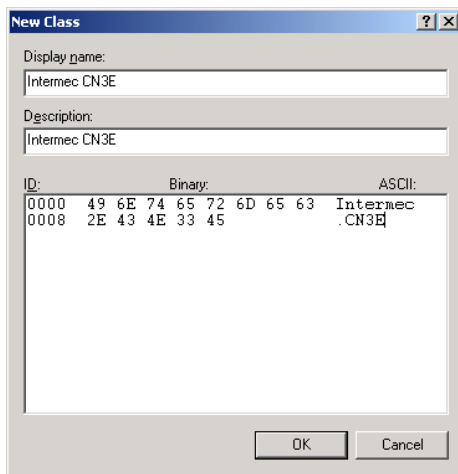 New Class
Display name:
Intermec CN3E
Description:
Intermec CN3E
ID: Binary: ASCII:
0000 49 6E 74 65 72 6D 65 63 Intermec
0008 2E 43 4E 33 45 .CN3E
OK Cancel